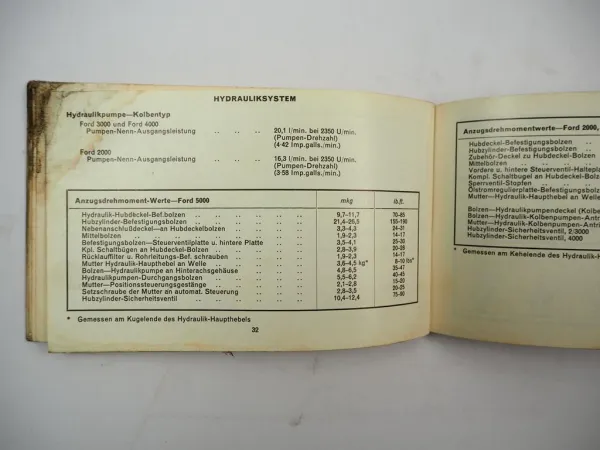 HYDRAULIKSYSTEM
Hydraulikpumpe—Kolbentyp
Ford 3000 und Ford 4000
Pumpen-Nenn-Ausgangsleistung .. .. .. 20,1 l/min. bei 2350 U/min.
(Pumpen-Drehzahl)
(4·42 Imp.galls./min.)
Ford 2000
Pumpen-Nenn-Ausgangsleistung .. .. .. 16,3 l/min. bei 2350 U/min.
(Pumpen-Drehzahl)
(3·58 Imp.galls./min.)
Anzugsdrehmoment-Werte—Ford 5000 mkg lb.ft.
Hydraulik-Hubdeckel-Bef.bolzen .. .. .. .. .. 9,7–11,7 70–85
Hubzylinder-Befestigungsbolzen .. .. .. .. .. 21,4–26,5 155–190
Nebenanschlußdeckel—an Hubdeckelbolzen .. .. .. 3,3–4,3 24–31
Mittelbolzen .. .. .. .. .. .. 1,9–2,3 14–17
Befestigungsbolzen—Steuerventilplatte u. hintere Platte .. .. 3,5–4,1 25–30
Kpl. Schaltbügen an Hubdeckel-Bolzen .. .. .. .. 2,8–3,9
Rücklauffilter u. Rohrleitungs-Bef. schrauben .. .. .. 1,9–2,3 14–17
Mutter Hydraulik-Haupthebel an Welle .. .. .. .. 3,6–4,5 kg* 8–10 lbs*
Bolzen—Hydraulikpumpe an Hinterachsgehäuse .. .. .. 4,8–6,5 35–47
Hydraulikpumpen-Durchgangsbolzen .. .. .. .. 5,5–6,2 40–45
Mutter—Positionssteuerungsgestänge .. .. .. .. 2,1–2,8 15–20
Setzschraube der Mutter an automat. Steuerung .. .. .. 2,8–3,5 20–25
Hubzylinder-Sicherheitsventil .. .. .. .. .. 10,4–12,4 75–90
* Gemessen am Kugelende des Hydraulik-Haupthebels
32
Anzugsdrehmomentwerte—Ford 2000,
Hubdeckel-Befestigungsbolzen ..
Hubzylinder-Befestigungsbolzen ..
Zubehör-Deckel zu Hubdeckel-Bolzen
Mittelbolzen .. ..
Vordere u. hintere Steuerventil-Halteplat
Kompl. Schaltbugel an Hubdeckel-Bolz
Sperrventil-Stopfen .. ..
Ölstromregulierplatte-Befestigungsbolz
Mutter—Hydraulik-Haupthebel an Welle
Bolzen—Hydraulikpumpendeckel (Kolbe
Bolzen—Hydraulik-Kolbenpumpen-Antri
Mutter—Hydraulik-Kolbenpumpen-Antri
Hubzylinder-Sicherheitsventil, 2/3000
Hubzylinder-Sicherheitsventil, 4000
* Gemessen am Kehelende des Hydraulik-H